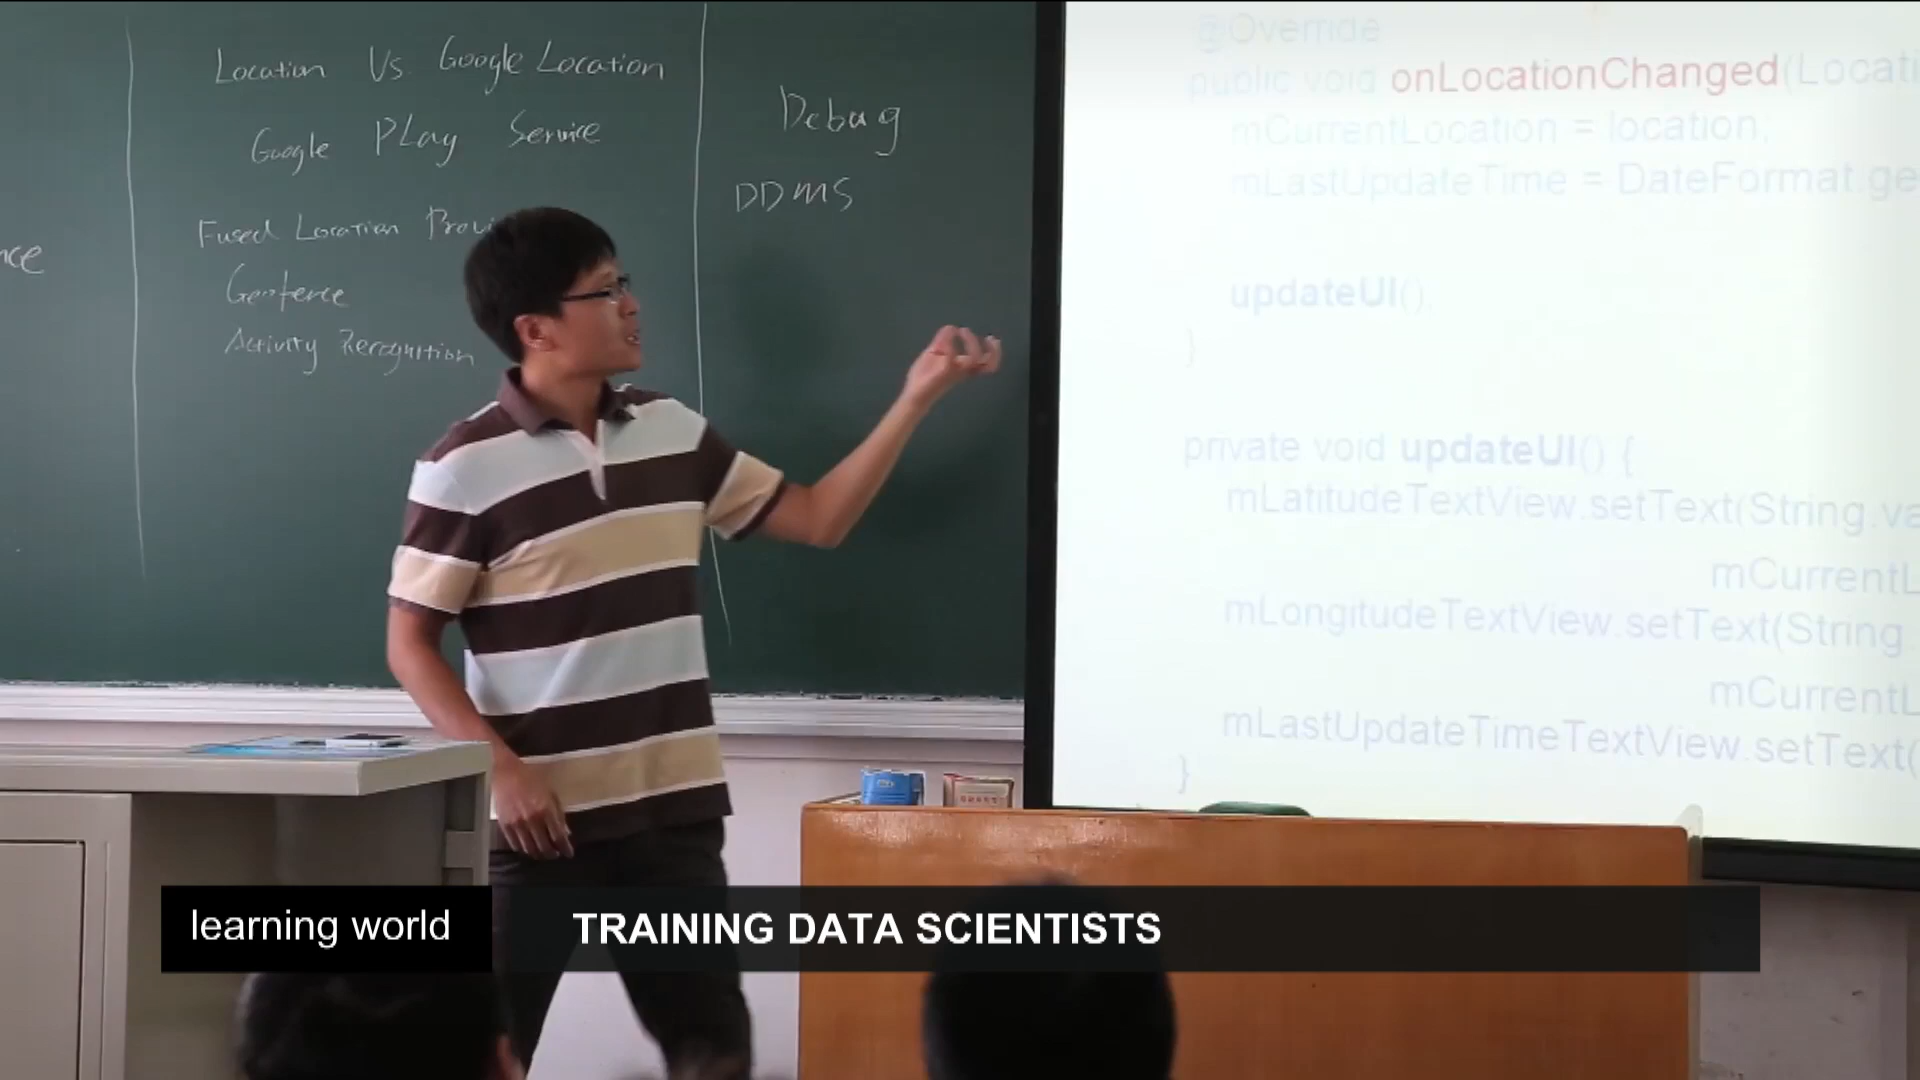 nce
Location Vs Google Location
Google Play Service
Fused Location Provi
Geofence
Activity Recognition
Debug
DDMS
@Override
public void onLocationChanged(Locati
mCurrentLocation = location;
mLastUpdateTime = DateFormat.ge
updateUI();
}
private void updateUI() {
mLatitudeTextView.setText(String.va
mCurrentL
mLongitudeTextView.setText(String.
mCurrentL
mLastUpdateTimeTextView.setText(
}
learning world
TRAINING DATA SCIENTISTS